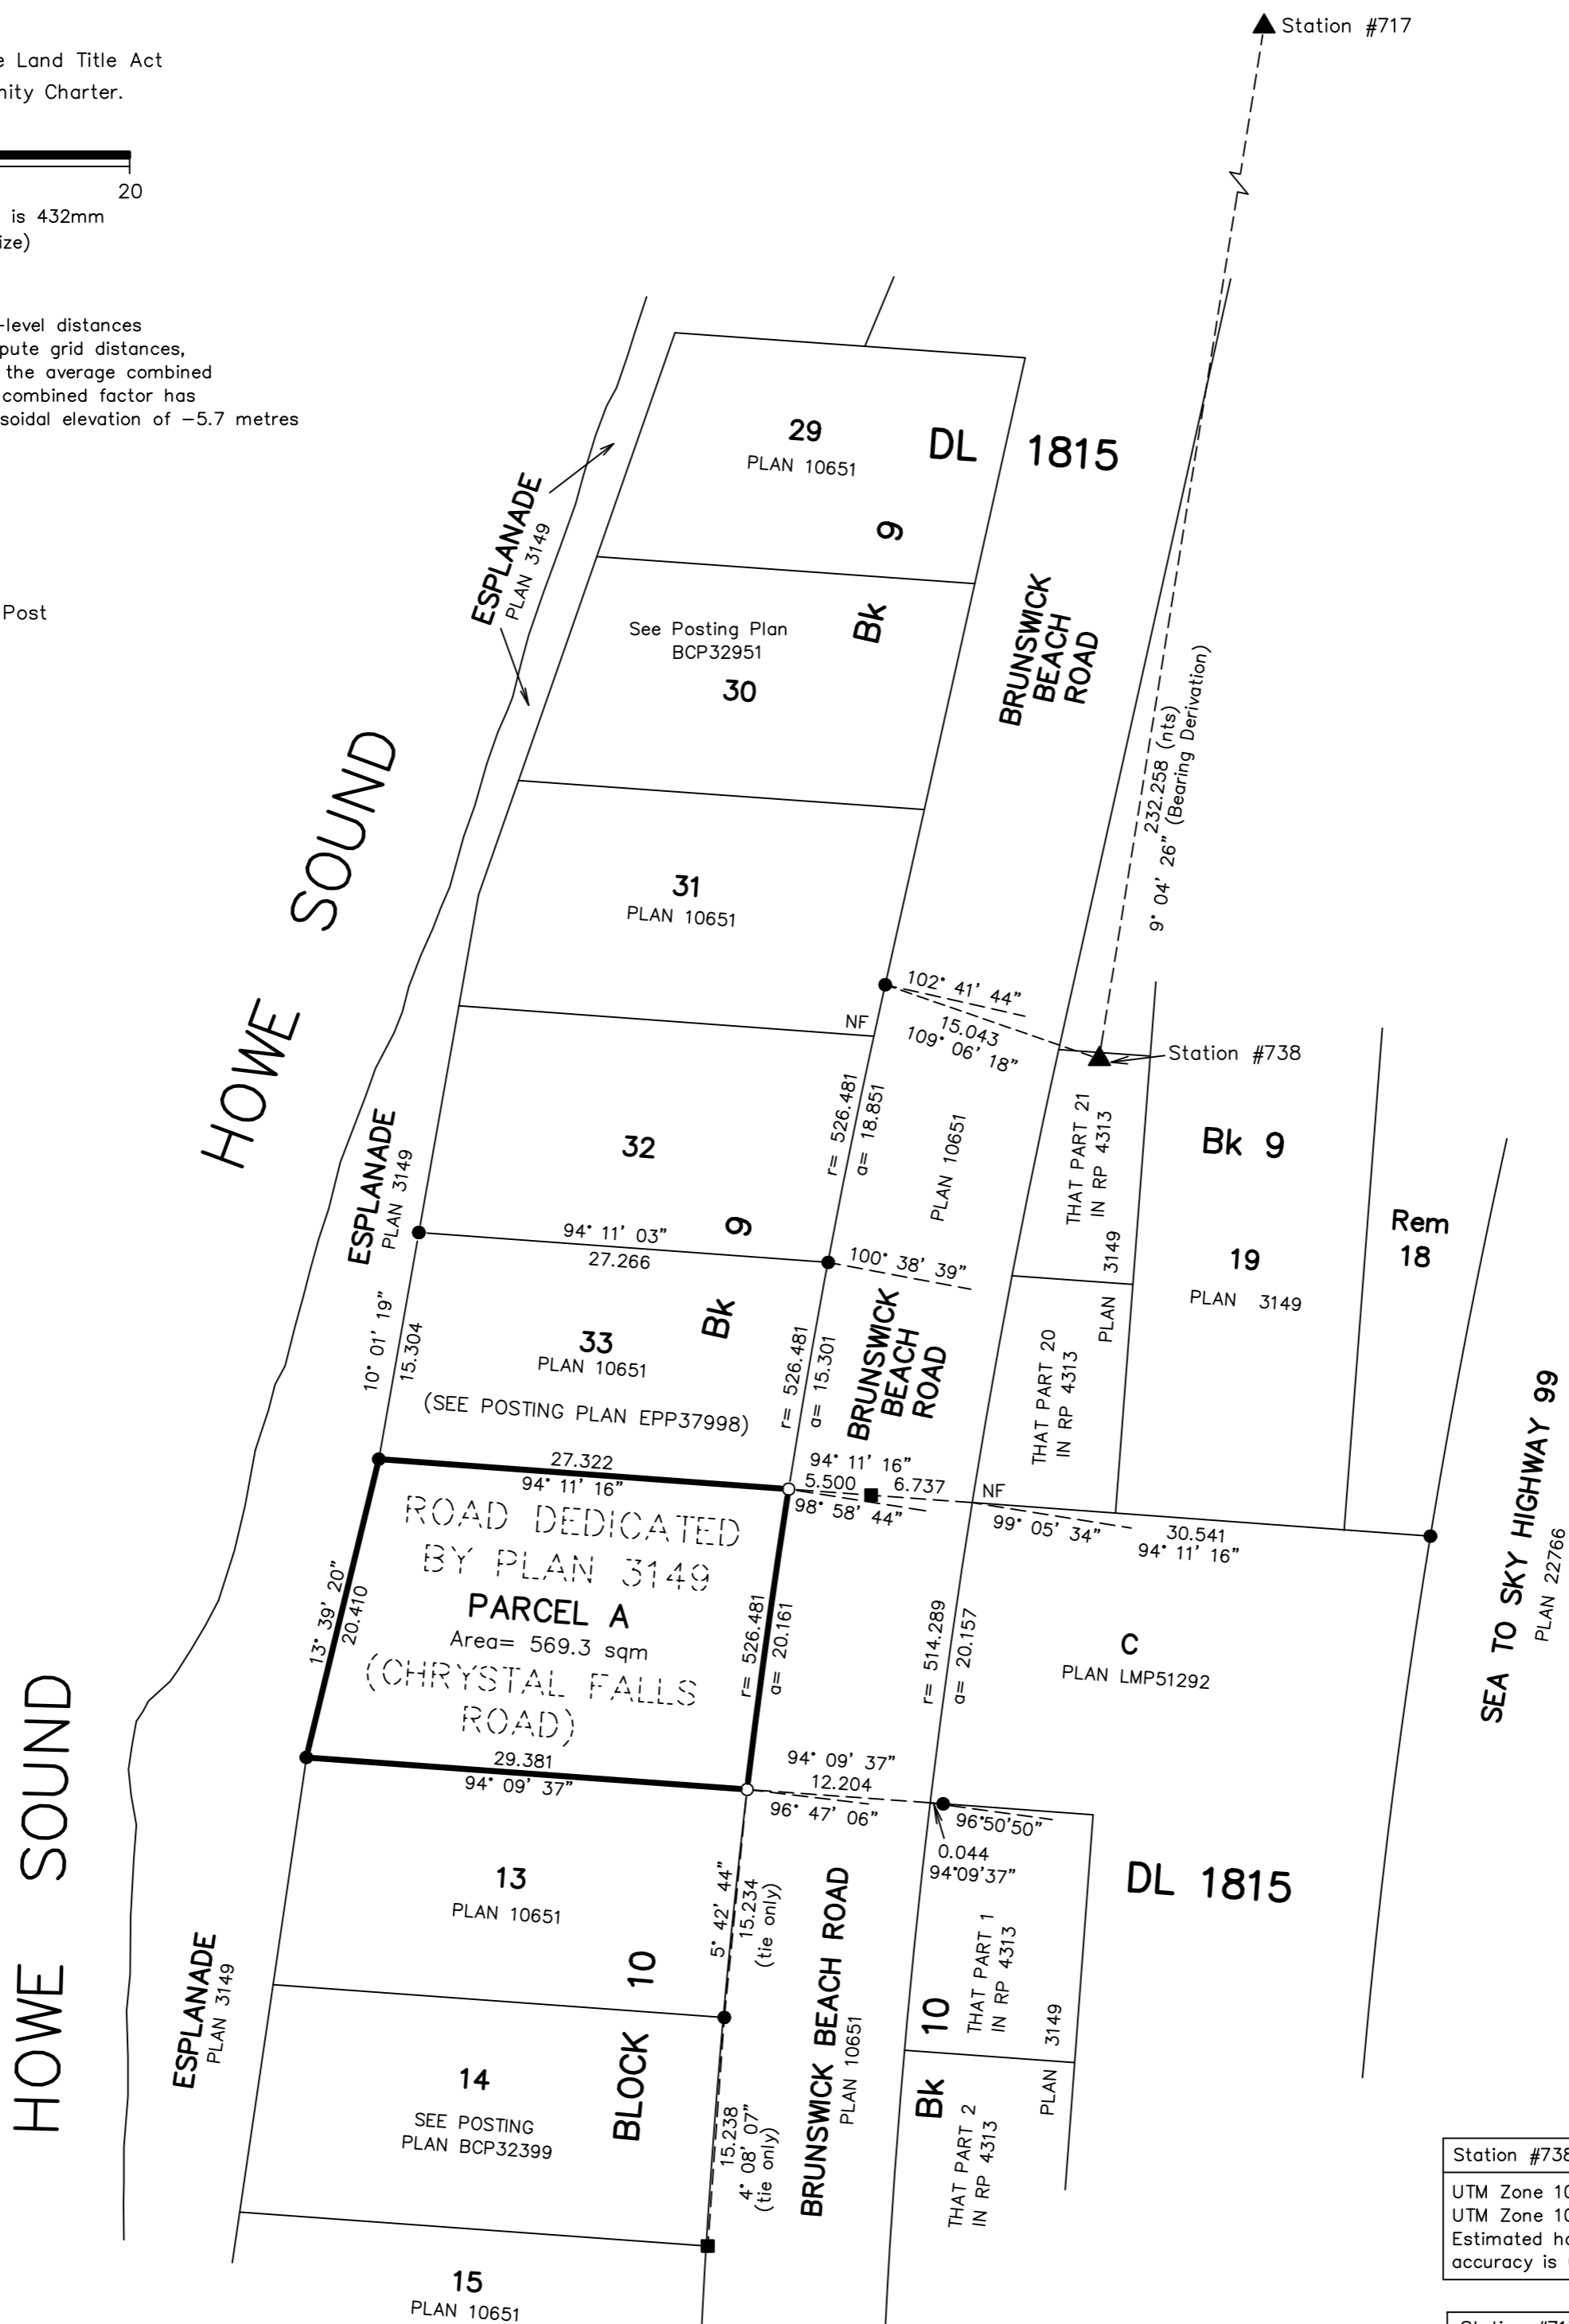 Station #717
e Land Title Act
nity Charter.
20
is 432mm
ize)
-level distances
pute grid distances,
the average combined
combined factor has
soidal elevation of -5.7 metres
Post
29
PLAN 10651
DL 1815
9
Bk
ESPLANADE
PLAN 3149
See Posting Plan
BCP32951
30
BRUNSWICK
BEACH
ROAD
232.258 (nts)
9° 04' 26" (Bearing Derivation)
HOWE SOUND
31
PLAN 10651
102° 41' 44"
15.043
109° 06' 18"
NF
Station #738
r= 526.481
a= 18.851
PLAN 10651
THAT PART 21
IN RP 4313
Bk 9
32
ESPLANADE
PLAN 3149
9
Bk
94° 11' 03"
27.266
100° 38' 39"
PLAN 3149
19
PLAN 3149
Rem
18
10° 01' 19"
15.304
33
PLAN 10651
(SEE POSTING PLAN EPP37998)
r= 526.481
a= 15.301
BRUNSWICK
BEACH
ROAD
THAT PART 20
IN RP 4313
SEA TO SKY HIGHWAY 99
PLAN 22766
27.322
94° 11' 16"
94° 11' 16"
5.500
6.737
98° 58' 44"
NF
99° 05' 34"
30.541
94° 11' 16"
ROAD DEDICATED
BY PLAN 3149
PARCEL A
Area= 569.3 sqm
(CHRYSTAL FALLS
ROAD)
13° 39' 20"
20.410
r= 526.481
a= 20.161
r= 514.289
a= 20.157
C
PLAN LMP51292
29.381
94° 09' 37"
94° 09' 37"
12.204
96° 47' 06"
96°50'50"
0.044
94°09'37"
HOWE SOUND
13
PLAN 10651
5° 42' 44"
15.234
(tie only)
DL 1815
ESPLANADE
PLAN 3149
BLOCK 10
BRUNSWICK BEACH ROAD
PLAN 10651
Bk 10
THAT PART 1
IN RP 4313
PLAN 3149
14
SEE POSTING
PLAN BCP32399
15.238
4° 08' 07"
(tie only)
THAT PART 2
IN RP 4313
15
PLAN 10651
Station #738
UTM Zone 10
UTM Zone 10
Estimated ho
accuracy is